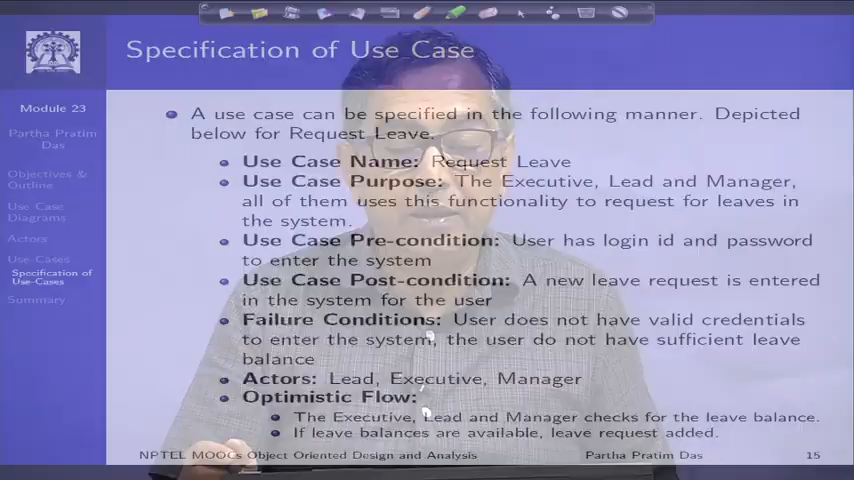 Specification of Use Case
Module 23
Partha Pratim
Das
Objectives &
Outline
Use Case
Diagrams
Actors
Use Cases
Specification of
Use-Cases
Summary
A use case can be specified in the following manner. Depicted
below for Request Leave.
Use Case Name: Request Leave
Use Case Purpose: The Executive, Lead and Manager,
all of them uses this functionality to request for leaves in
the system.
Use Case Pre-condition: User has login id and password
to enter the system
Use Case Post-condition: A new leave request is entered
in the system for the user
Failure Conditions: User does not have valid credentials
to enter the system, the user do not have sufficient leave
balance
Actors: Lead, Executive, Manager
Optimistic Flow:
The Executive, Lead and Manager checks for the leave balance.
If leave balances are available, leave request added.
NPTEL MOOCs Object Oriented Design and Analysis Partha Pratim Das 15